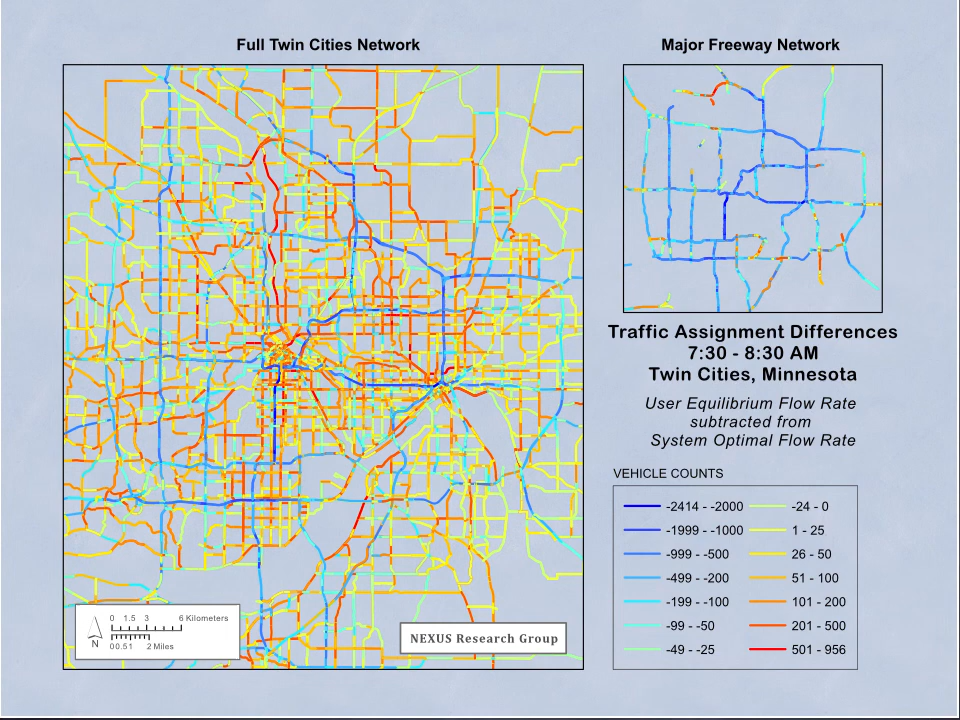 Full Twin Cities Network
Major Freeway Network
Traffic Assignment Differences
7:30 - 8:30 AM
Twin Cities, Minnesota
User Equilibrium Flow Rate
subtracted from
System Optimal Flow Rate
VEHICLE COUNTS
-2414 - -2000
-24 - 0
-1999 - -1000
1 - 25
-999 - -500
26 - 50
-499 - -200
51 - 100
-199 - -100
101 - 200
-99 - -50
201 - 500
-49 - -25
501 - 956
0 1.5 3 6 Kilometers
N
0 0.5 1 2 Miles
NEXUS Research Group